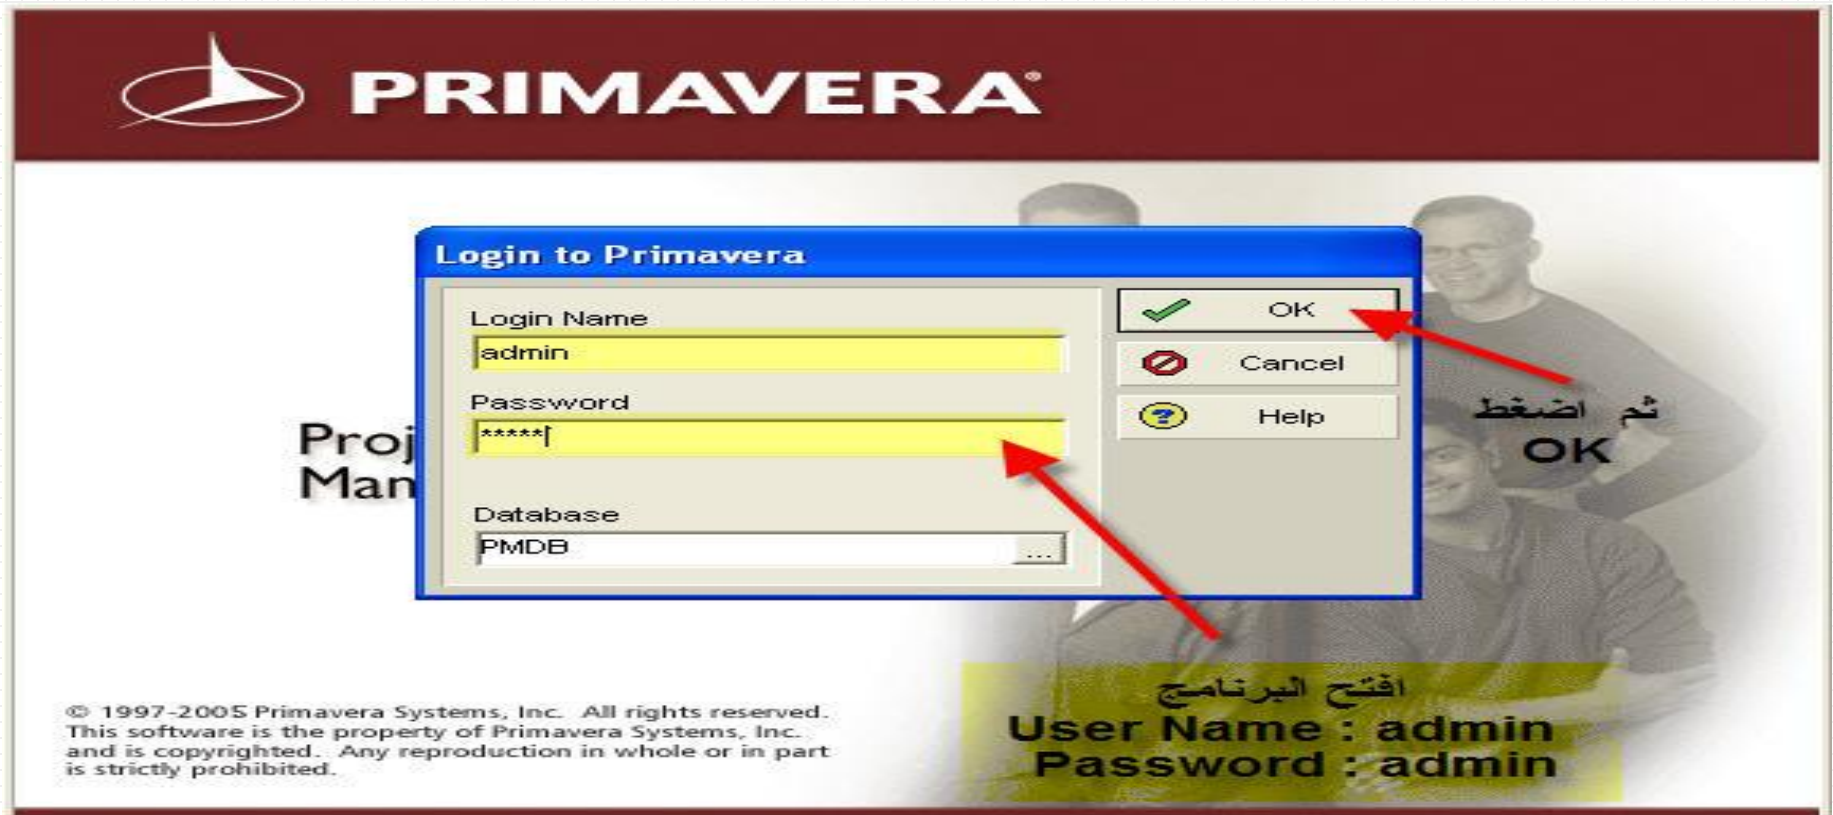 PRIMAVERA®
Login to Primavera
Login Name
admin
Password
*****
Database
PMDB
...
OK
Cancel
Help
ثم اضغط
OK
Proj
Man
© 1997-2005 Primavera Systems, Inc. All rights reserved.
This software is the property of Primavera Systems, Inc.
and is copyrighted. Any reproduction in whole or in part
is strictly prohibited.
افتح البرنامج
User Name : admin
Password : admin